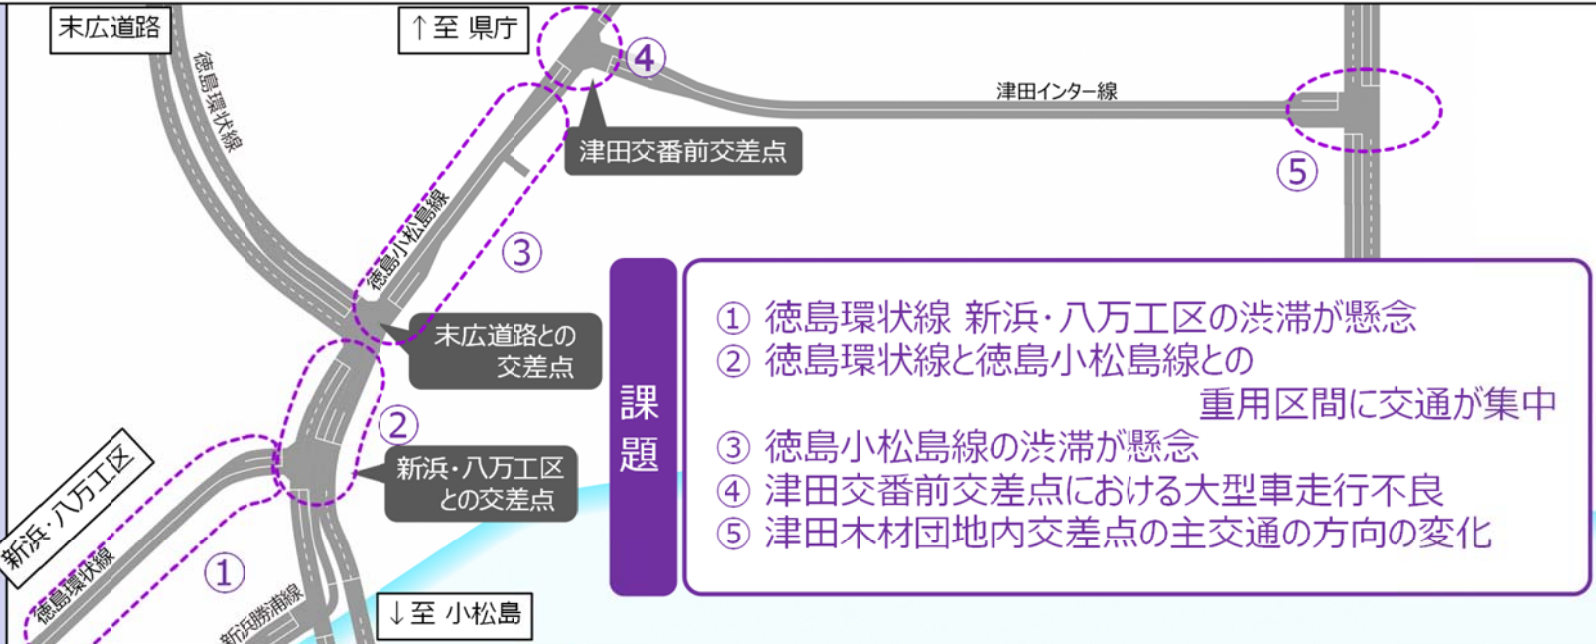 末広道路
↑至 県庁
④
徳島環状線
津田インター線
津田交番前交差点
⑤
徳島小松島線
③
末広道路との
交差点
②
新浜・八万工区
との交差点
新浜・八万工区
徳島環状線
①
新浜勝浦線
↓至 小松島
課題
① 徳島環状線 新浜・八万工区の渋滞が懸念
② 徳島環状線と徳島小松島線との
重用区間に交通が集中
③ 徳島小松島線の渋滞が懸念
④ 津田交番前交差点における大型車走行不良
⑤ 津田木材団地内交差点の主交通の方向の変化